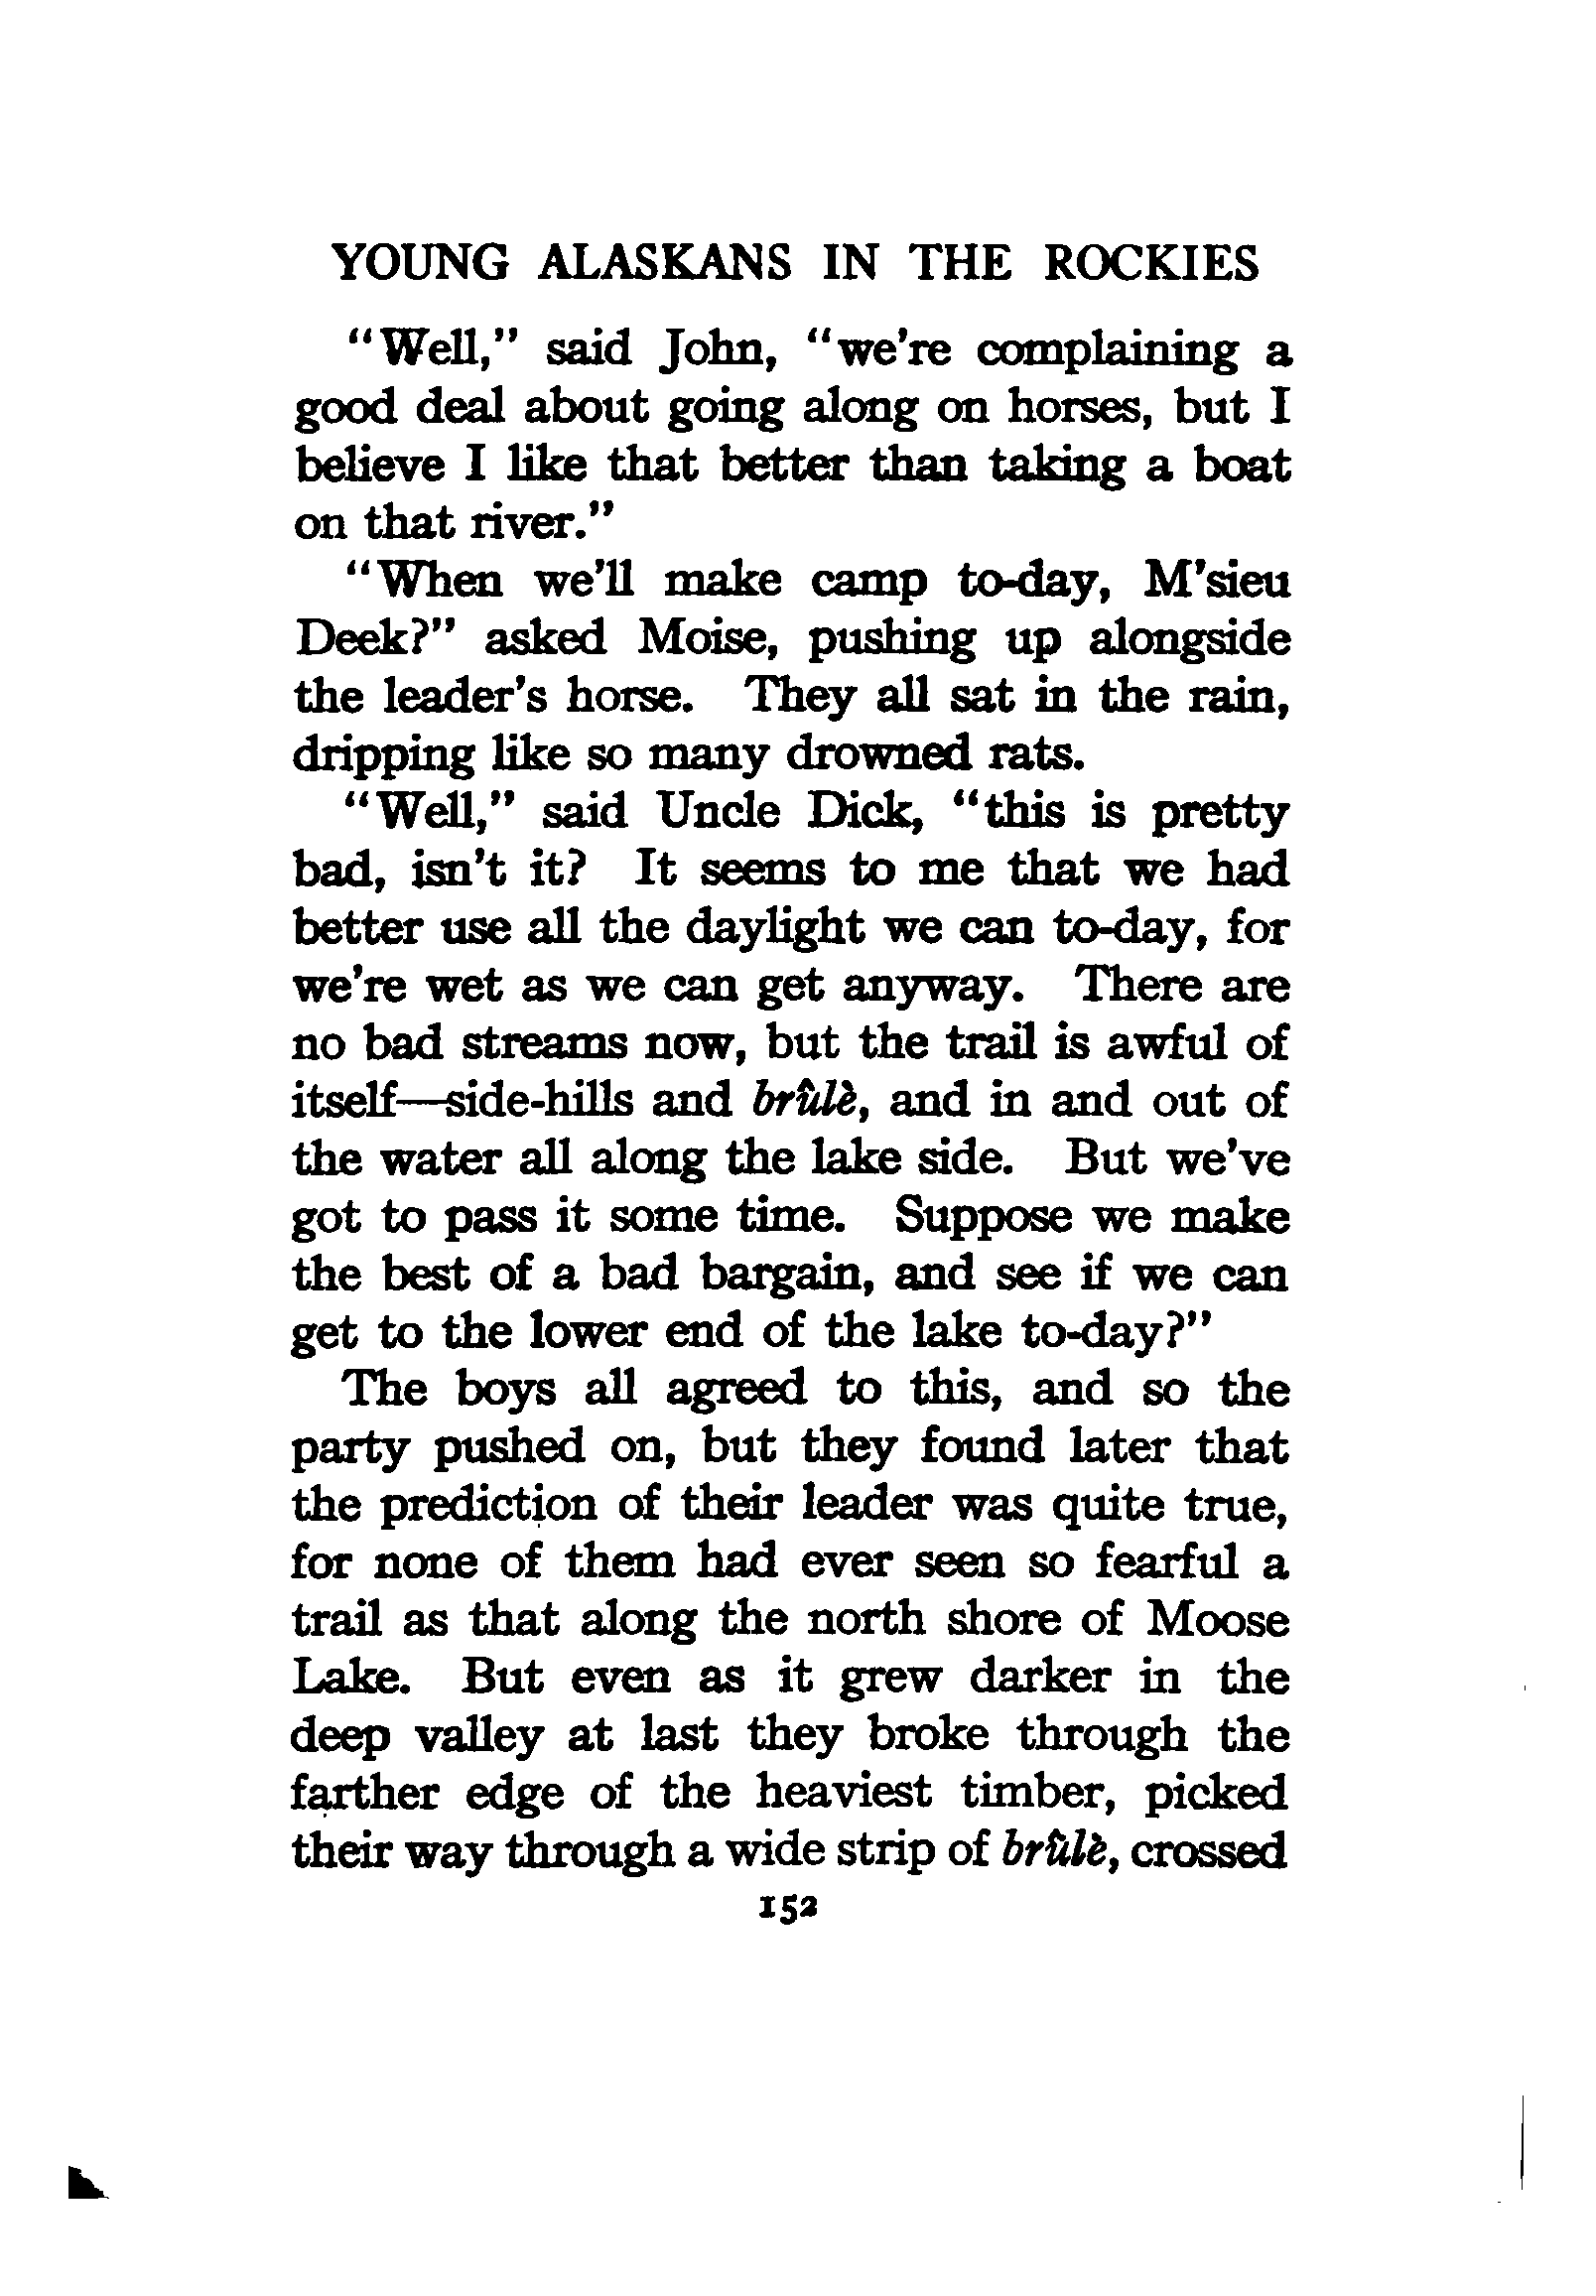 YOUNG ALASKANS IN THE ROCKIES
"Well," said John, "we're complaining a
good deal about going along on horses, but I
believe I like that better than taking a boat
on that river."
"When we'll make camp to-day, M'sieu
Deek?" asked Moise, pushing up alongside
the leader's horse. They all sat in the rain,
dripping like so many drowned rats.
"Well," said Uncle Dick, "this is pretty
bad, isn't it? It seems to me that we had
better use all the daylight we can to-day, for
we're wet as we can get anyway. There are
no bad streams now, but the trail is awful of
itself—side-hills and brûlè, and in and out of
the water all along the lake side. But we've
got to pass it some time. Suppose we make
the best of a bad bargain, and see if we can
get to the lower end of the lake to-day?"
The boys all agreed to this, and so the
party pushed on, but they found later that
the prediction of their leader was quite true,
for none of them had ever seen so fearful a
trail as that along the north shore of Moose
Lake. But even as it grew darker in the
deep valley at last they broke through the
farther edge of the heaviest timber, picked
their way through a wide strip of brûlè, crossed
152